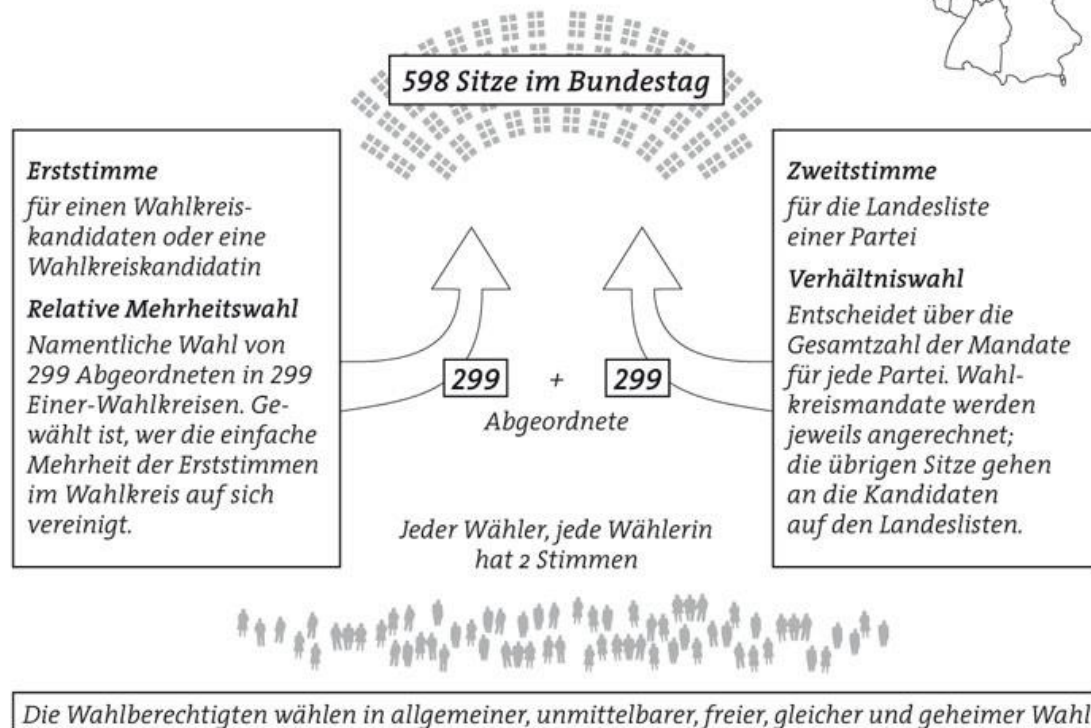 598 Sitze im Bundestag
Erststimme
für einen Wahlkreis-
kandidaten oder eine
Wahlkreiskandidatin
Relative Mehrheitswahl
Namentliche Wahl von
299 Abgeordneten in 299
Einer-Wahlkreisen. Ge-
wählt ist, wer die einfache
Mehrheit der Erststimmen
im Wahlkreis auf sich
vereinigt.
299 + 299
Abgeordnete
Jeder Wähler, jede Wählerin
hat 2 Stimmen
Zweitstimme
für die Landesliste
einer Partei
Verhältniswahl
Entscheidet über die
Gesamtzahl der Mandate
für jede Partei. Wahl-
kreismandate werden
jeweils angerechnet;
die übrigen Sitze gehen
an die Kandidaten
auf den Landeslisten.
Die Wahlberechtigten wählen in allgemeiner, unmittelbarer, freier, gleicher und geheimer Wahl